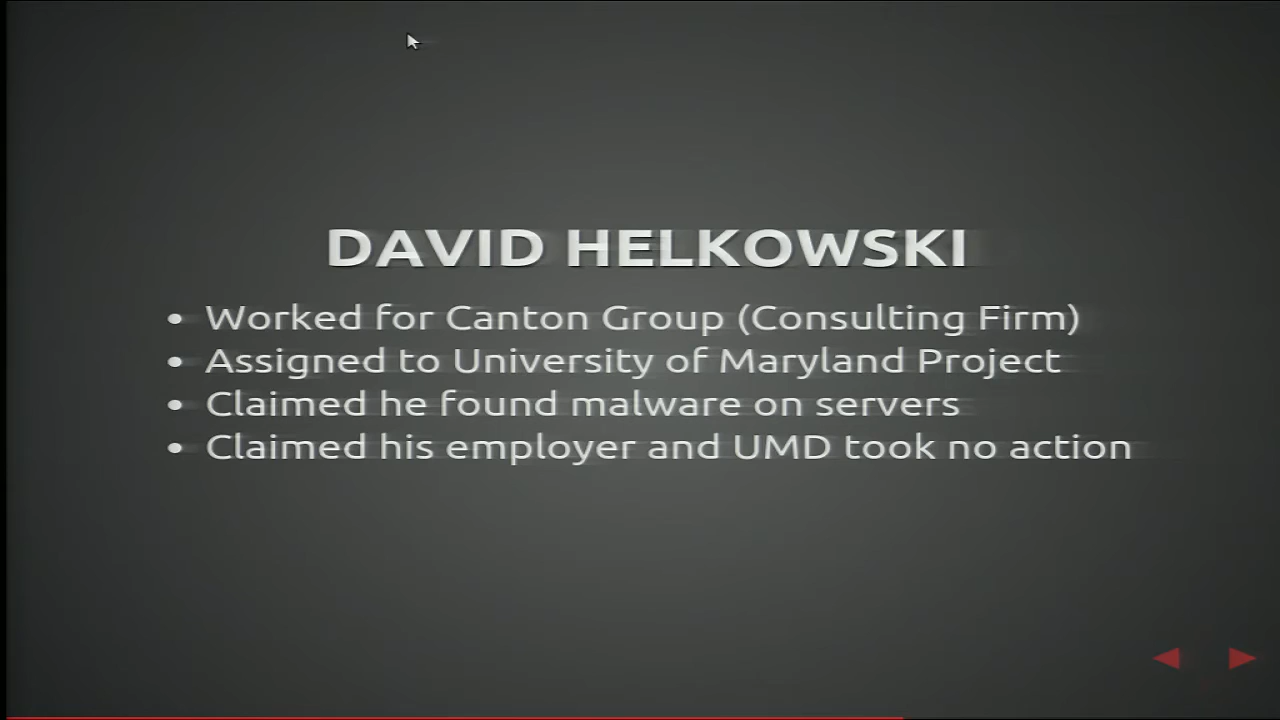 DAVID HELKOWSKI
• Worked for Canton Group (Consulting Firm)
• Assigned to University of Maryland Project
• Claimed he found malware on servers
• Claimed his employer and UMD took no action